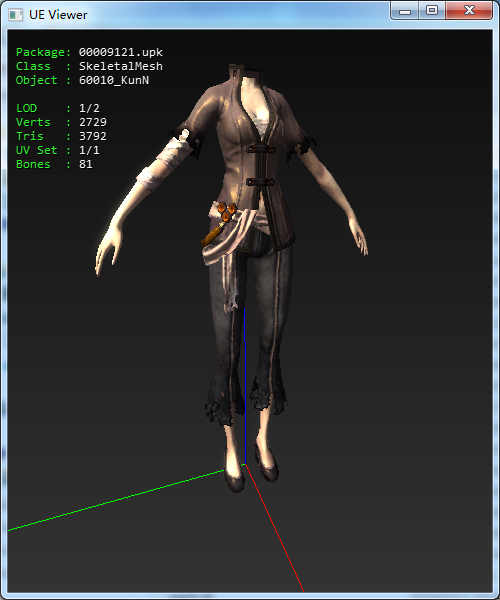 UE Viewer
Package: 00009121.upk
Class : SkeletalMesh
Object : 60010_KunN
LOD : 1/2
Verts : 2729
Tris : 3792
UV Set : 1/1
Bones : 81